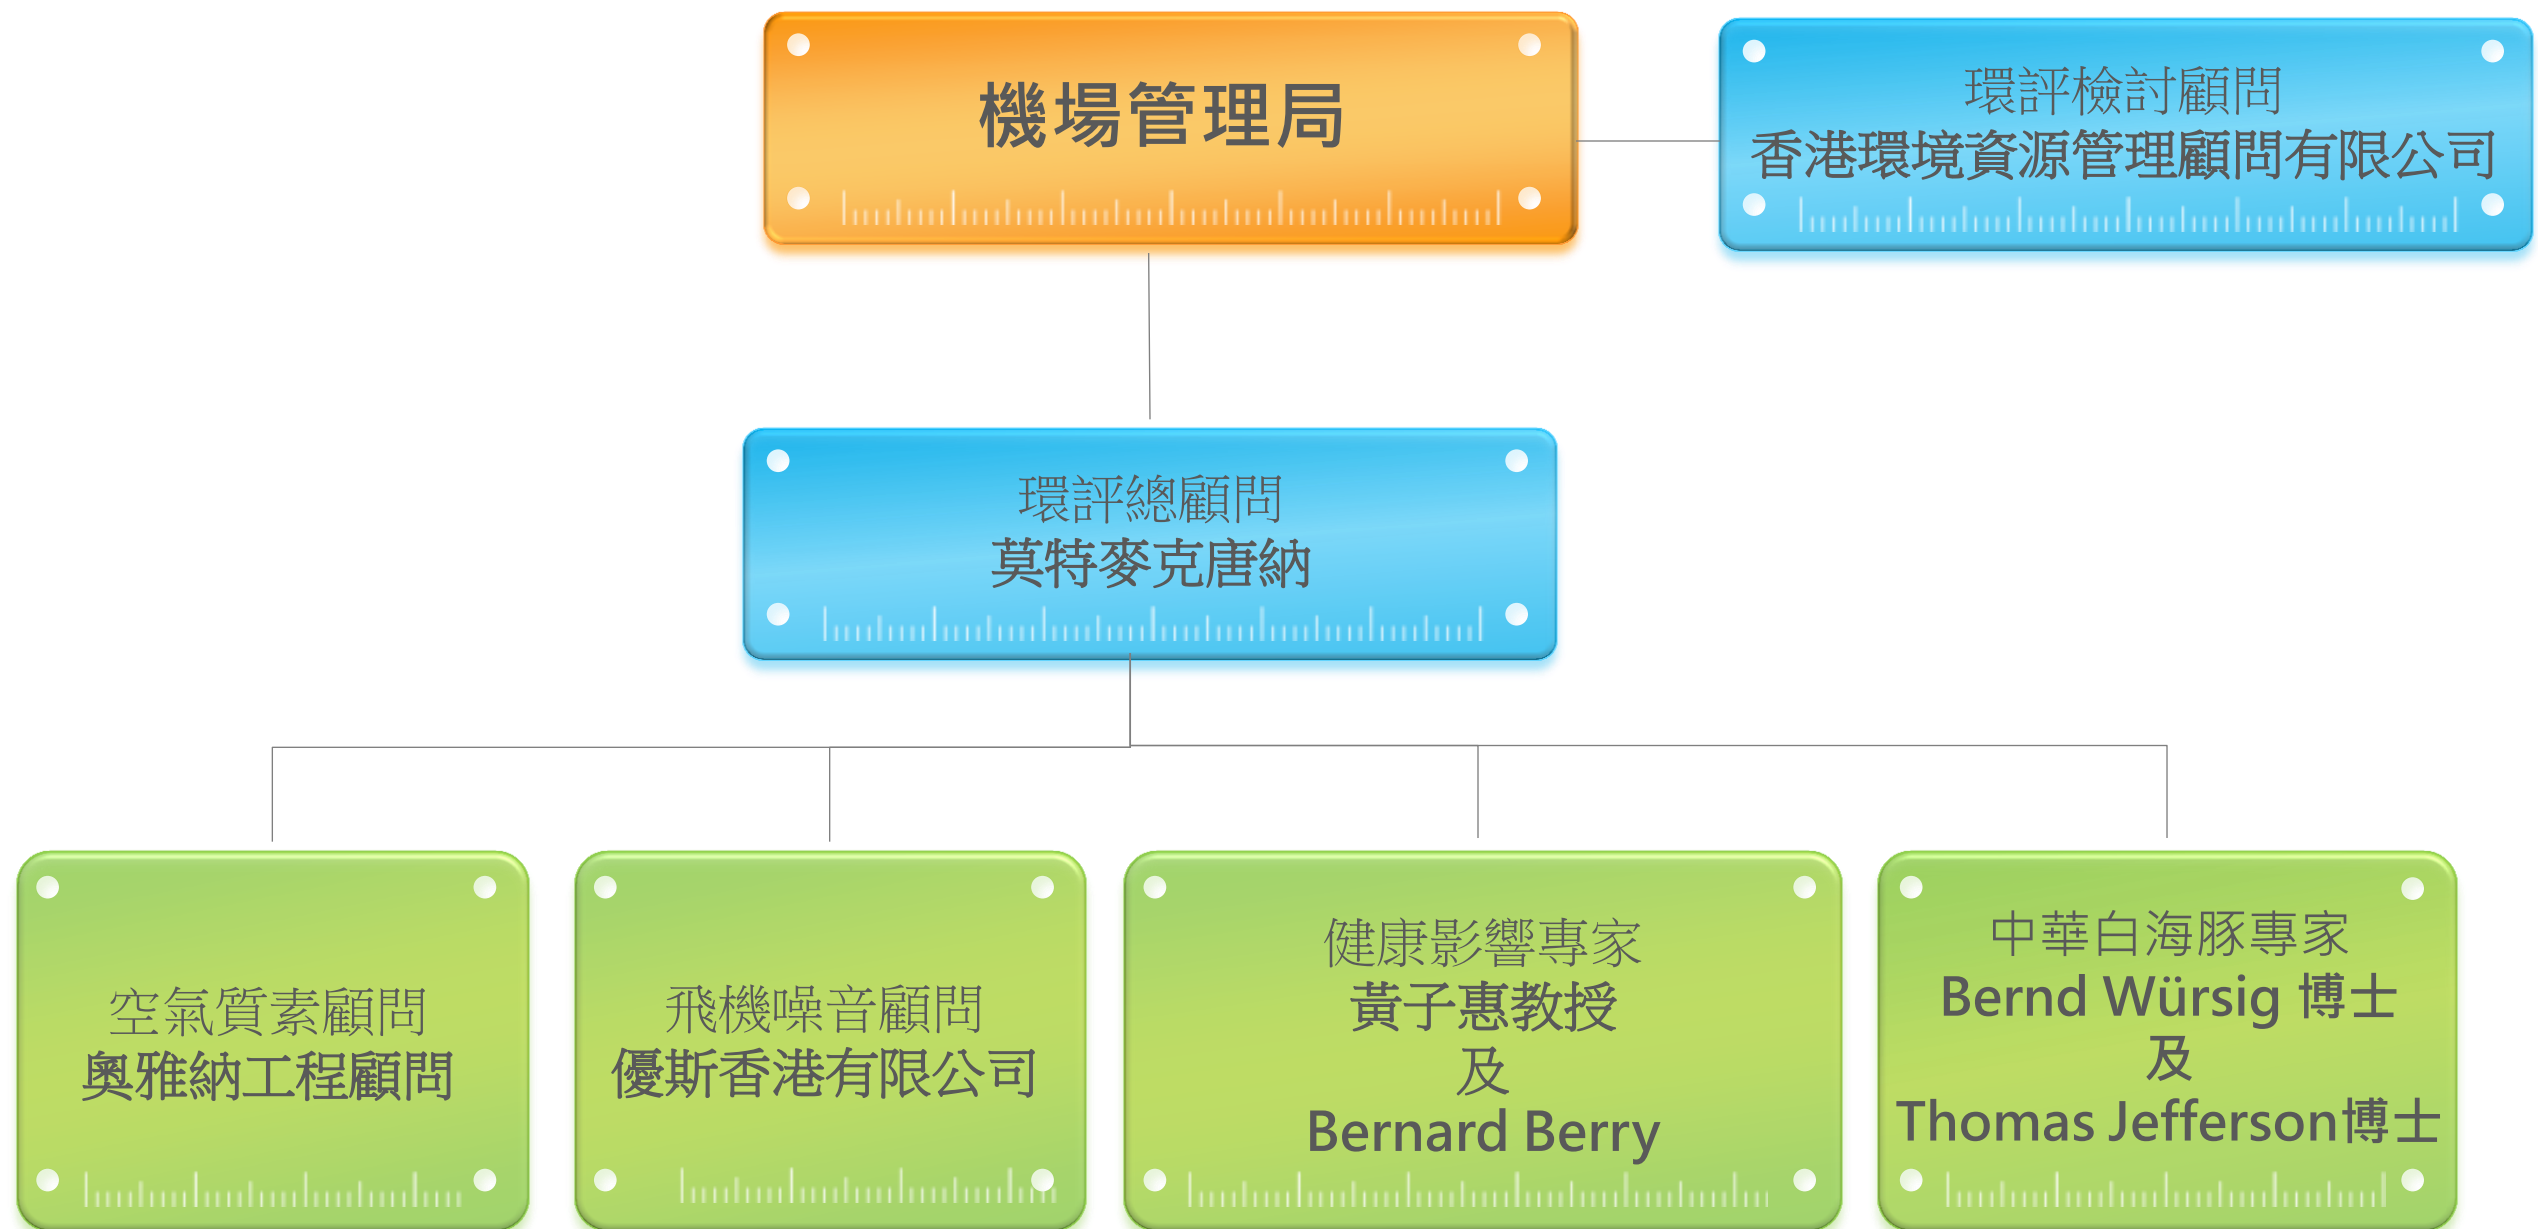 機場管理局
環評檢討顧問
香港環境資源管理顧問有限公司
環評總顧問
莫特麥克唐納
空氣質素顧問
奧雅納工程顧問
飛機噪音顧問
優斯香港有限公司
健康影響專家
黃子惠教授
及
Bernard Berry
中華白海豚專家
Bernd Würsig 博士
及
Thomas Jefferson博士